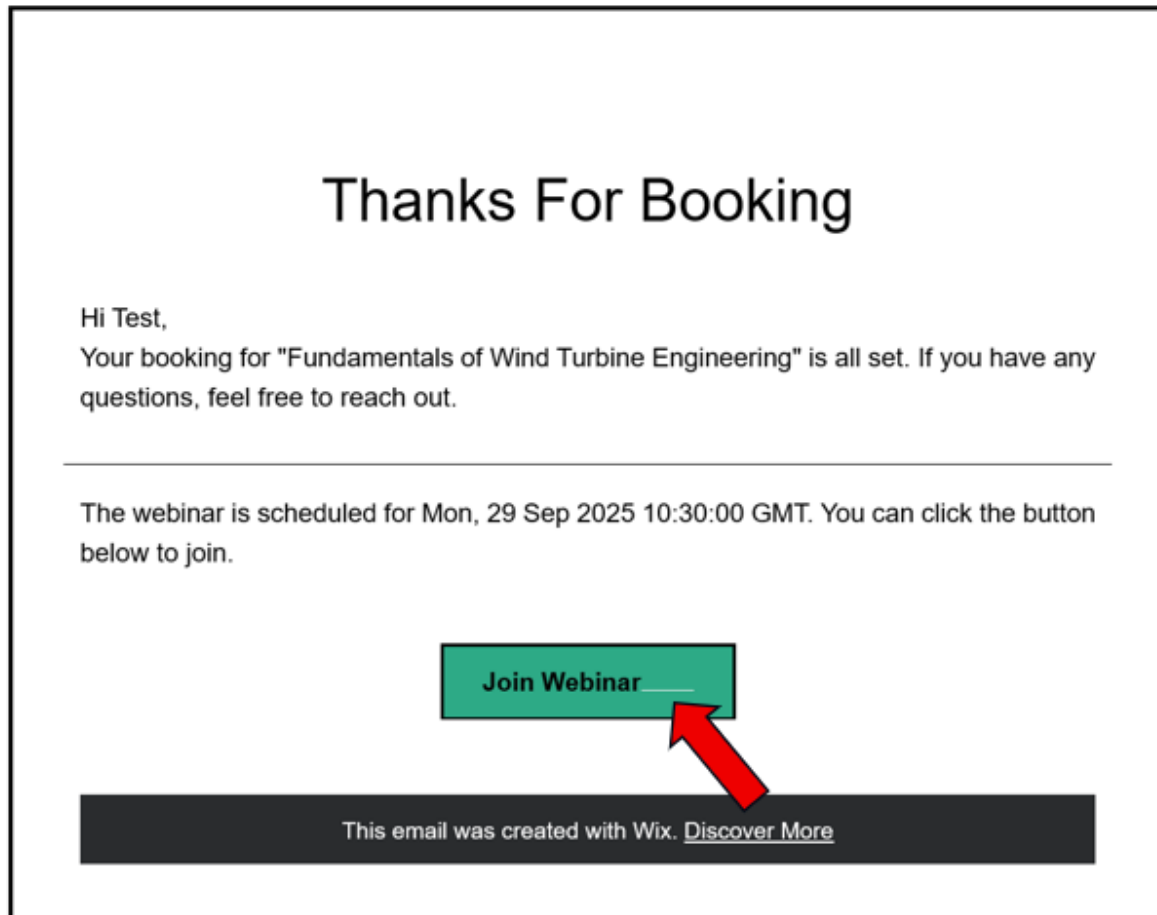 Thanks For Booking
Hi Test,
Your booking for "Fundamentals of Wind Turbine Engineering" is all set. If you have any
questions, feel free to reach out.
The webinar is scheduled for Mon, 29 Sep 2025 10:30:00 GMT. You can click the button
below to join.
Join Webinar
This email was created with Wix. Discover More